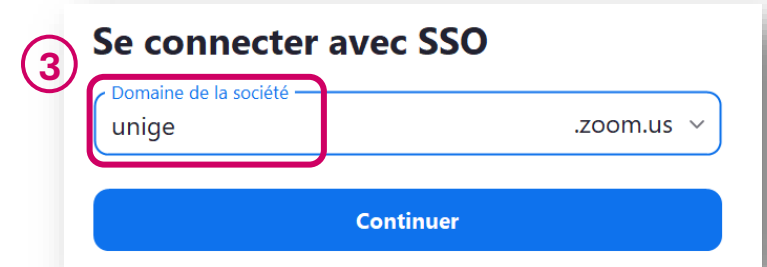 Se connecter avec SSO
3
Domaine de la société
unige .zoom.us
Continuer